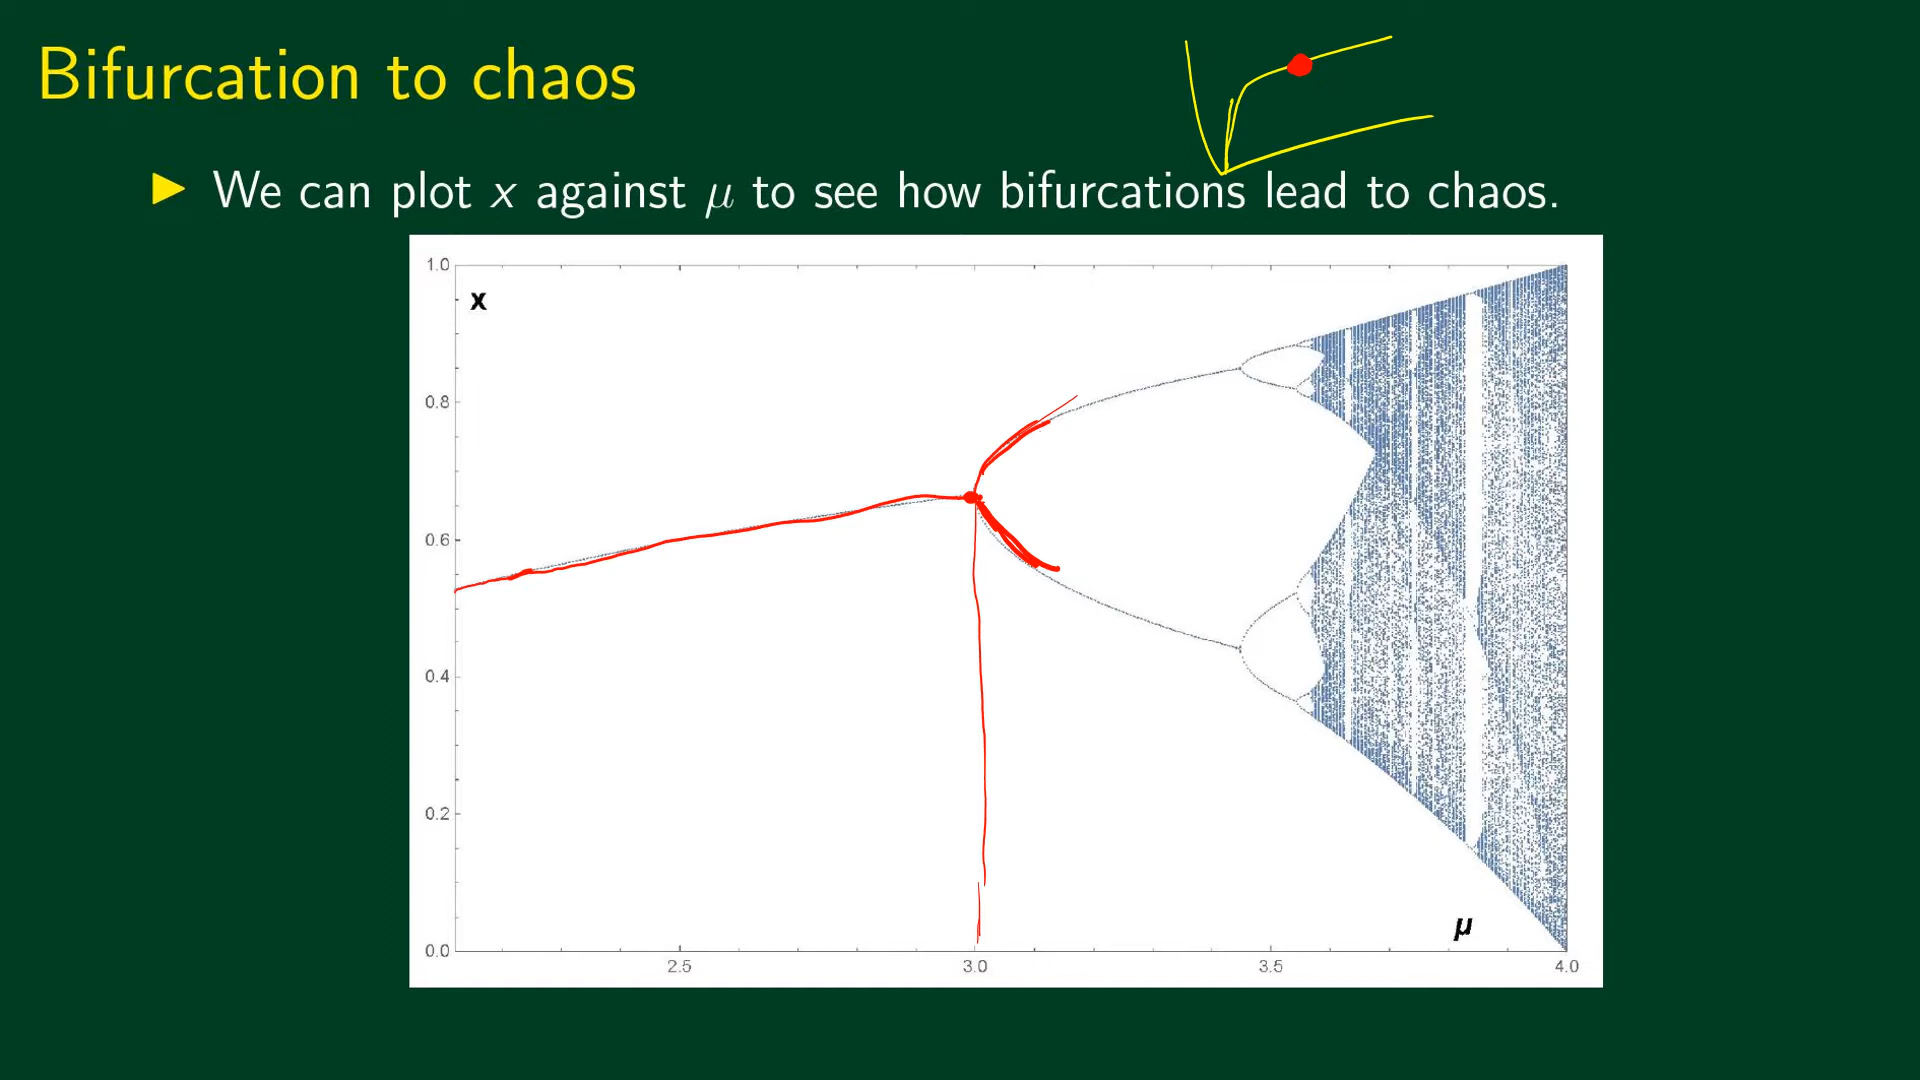 Bifurcation to chaos
We can plot x against μ to see how bifurcations lead to chaos.
1.0
x
0.8
0.6
0.4
0.2
μ
0.0
2.5 3.0 3.5 4.0